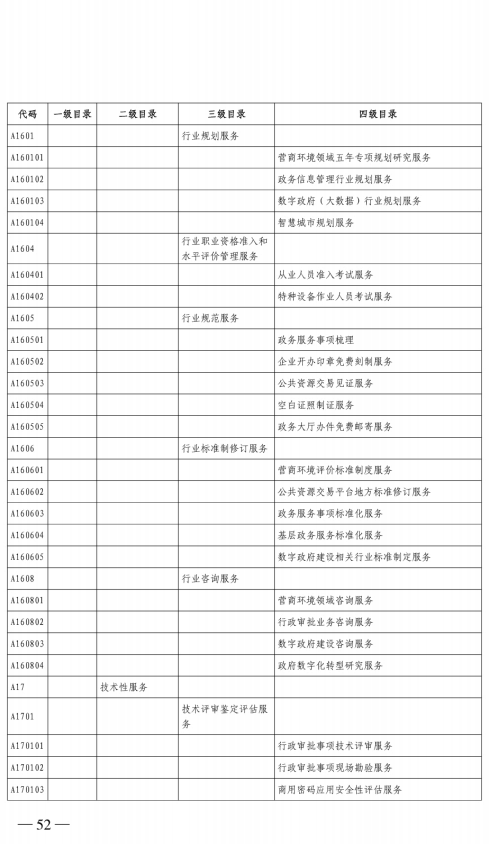 代码 一级目录 二级目录 三级目录 四级目录
A1601 行业规划服务
A160101 营商环境领域五年专项规划研究服务
A160102 政务信息管理行业规划服务
A160103 数字政府（大数据）行业规划服务
A160104 智慧城市规划服务
A1604 行业职业资格准入和
水平评价管理服务
A160401 从业人员准入考试服务
A160402 特种设备作业人员考试服务
A1605 行业规范服务
A160501 政务服务事项梳理
A160502 企业开办印章免费刻制服务
A160503 公共资源交易见证服务
A160504 空白证照制证服务
A160505 政务大厅办件免费邮寄服务
A1606 行业标准制修订服务
A160601 营商环境评价标准制度服务
A160602 公共资源交易平台地方标准修订服务
A160603 政务服务事项标准化服务
A160604 基层政务服务标准化服务
A160605 数字政府建设相关行业标准制定服务
A1608 行业咨询服务
A160801 营商环境领域咨询服务
A160802 行政审批业务咨询服务
A160803 数字政府建设咨询服务
A160804 政府数字化转型研究服务
A17 技术性服务
A1701 技术评审鉴定评估服
务
A170101 行政审批事项技术评审服务
A170102 行政审批事项现场勘验服务
A170103 商用密码应用安全性评估服务
— 52 —